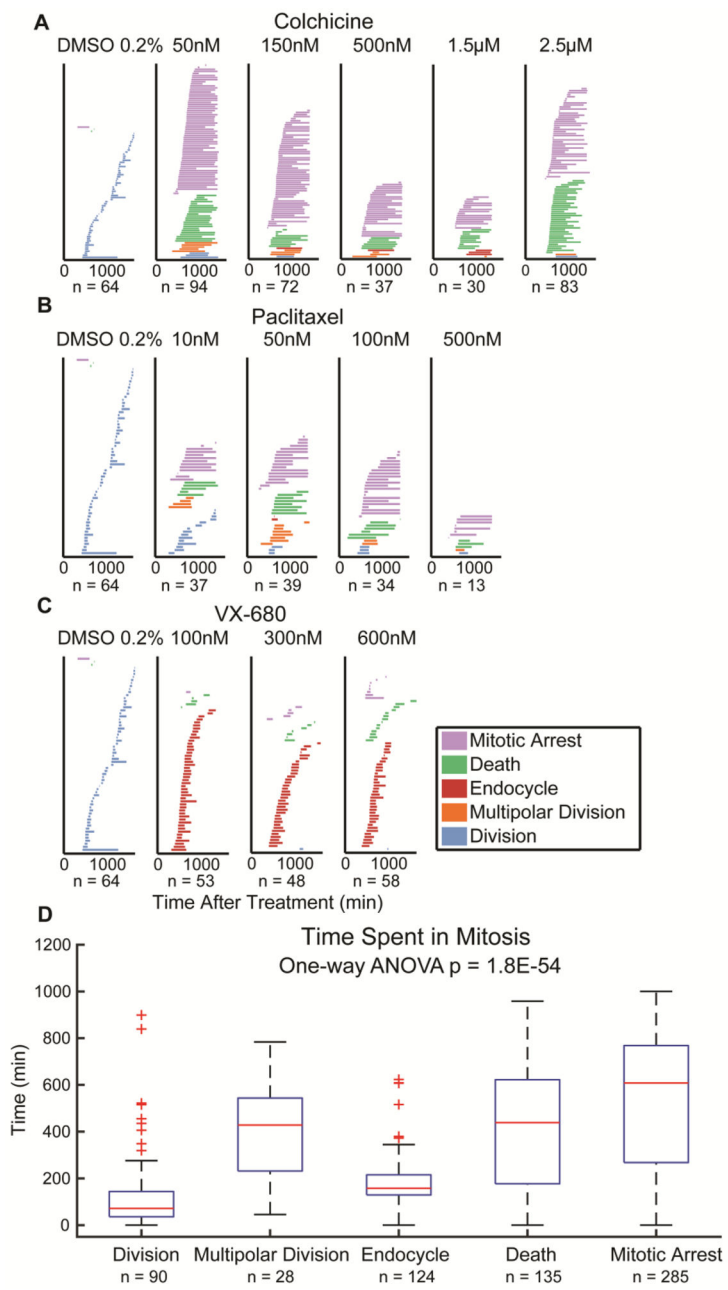 A
Colchicine
DMSO 0.2% 50nM 150nM 500nM 1.5µM 2.5µM
0 1000 0 1000 0 1000 0 1000 0 1000 0 1000
n = 64 n = 94 n = 72 n = 37 n = 30 n = 83
B
Paclitaxel
DMSO 0.2% 10nM 50nM 100nM 500nM
0 1000 0 1000 0 1000 0 1000 0 1000
n = 64 n = 37 n = 39 n = 34 n = 13
C
VX-680
DMSO 0.2% 100nM 300nM 600nM
0 1000 0 1000 0 1000 0 1000
n = 64 n = 53 n = 48 n = 58
Time After Treatment (min)
Mitotic Arrest
Death
Endocycle
Multipolar Division
Division
D
Time Spent in Mitosis
One-way ANOVA p = 1.8E-54
Time (min)
1200
1000
800
600
400
200
0
Division Multipolar Division Endocycle Death Mitotic Arrest
n = 90 n = 28 n = 124 n = 135 n = 285